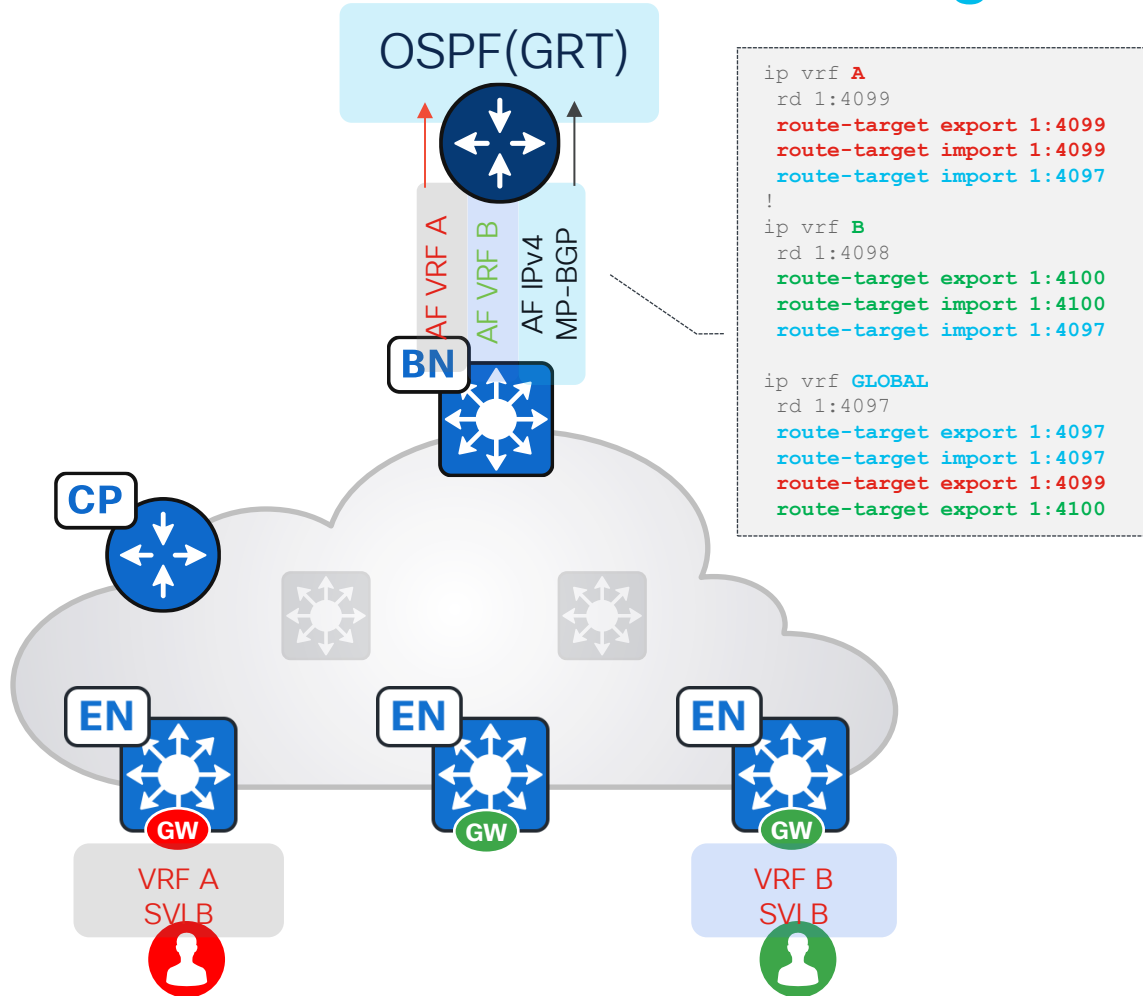 OSPF(GRT)
ip vrf A
rd 1:4099
route-target export 1:4099
route-target import 1:4099
route-target import 1:4097
!
ip vrf B
rd 1:4098
route-target export 1:4100
route-target import 1:4100
route-target import 1:4097
ip vrf GLOBAL
rd 1:4097
route-target export 1:4097
route-target import 1:4097
route-target export 1:4099
route-target export 1:4100
AF VRF A
AF VRF B
AF IPv4
MP-BGP
BN
CP
EN
EN
EN
GW
GW
GW
VRF A
SVI B
VRF B
SVI B